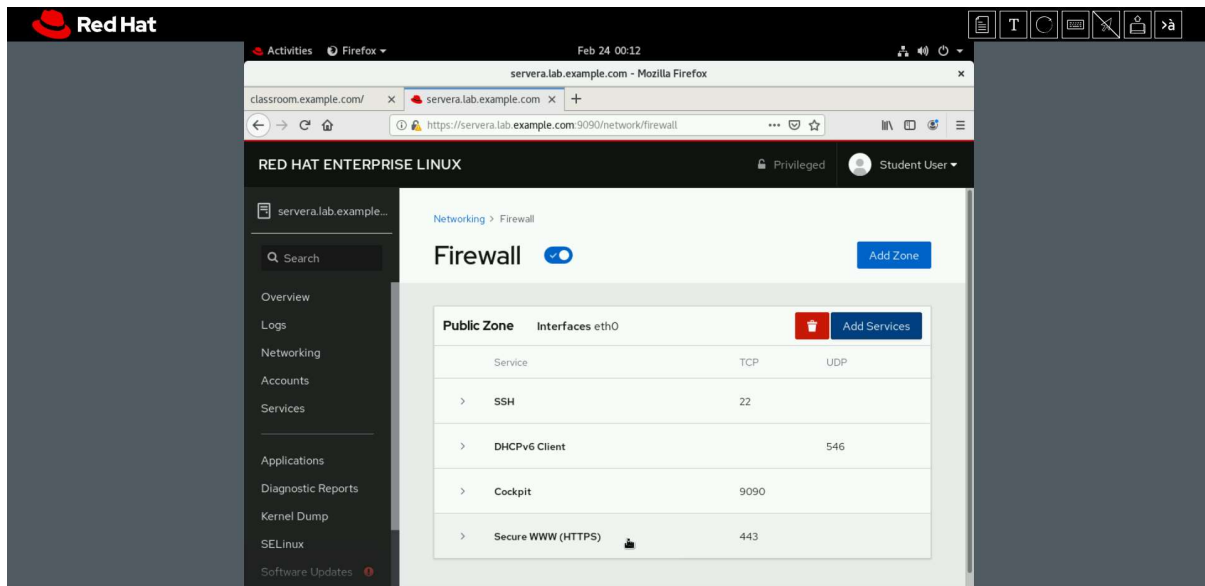 Red Hat
T
>à
Activities Firefox
Feb 24 00:12
servera.lab.example.com - Mozilla Firefox
classroom.example.com/
servera.lab.example.com
https://servera.lab.example.com:9090/network/firewall
RED HAT ENTERPRISE LINUX
Privileged
Student User
servera.lab.example...
Search
Overview
Logs
Networking
Accounts
Services
Applications
Diagnostic Reports
Kernel Dump
SELinux
Software Updates
Networking > Firewall
Firewall
Add Zone
Public Zone Interfaces eth0
Add Services
Service TCP UDP
SSH 22
DHCPv6 Client 546
Cockpit 9090
Secure WWW (HTTPS) 443